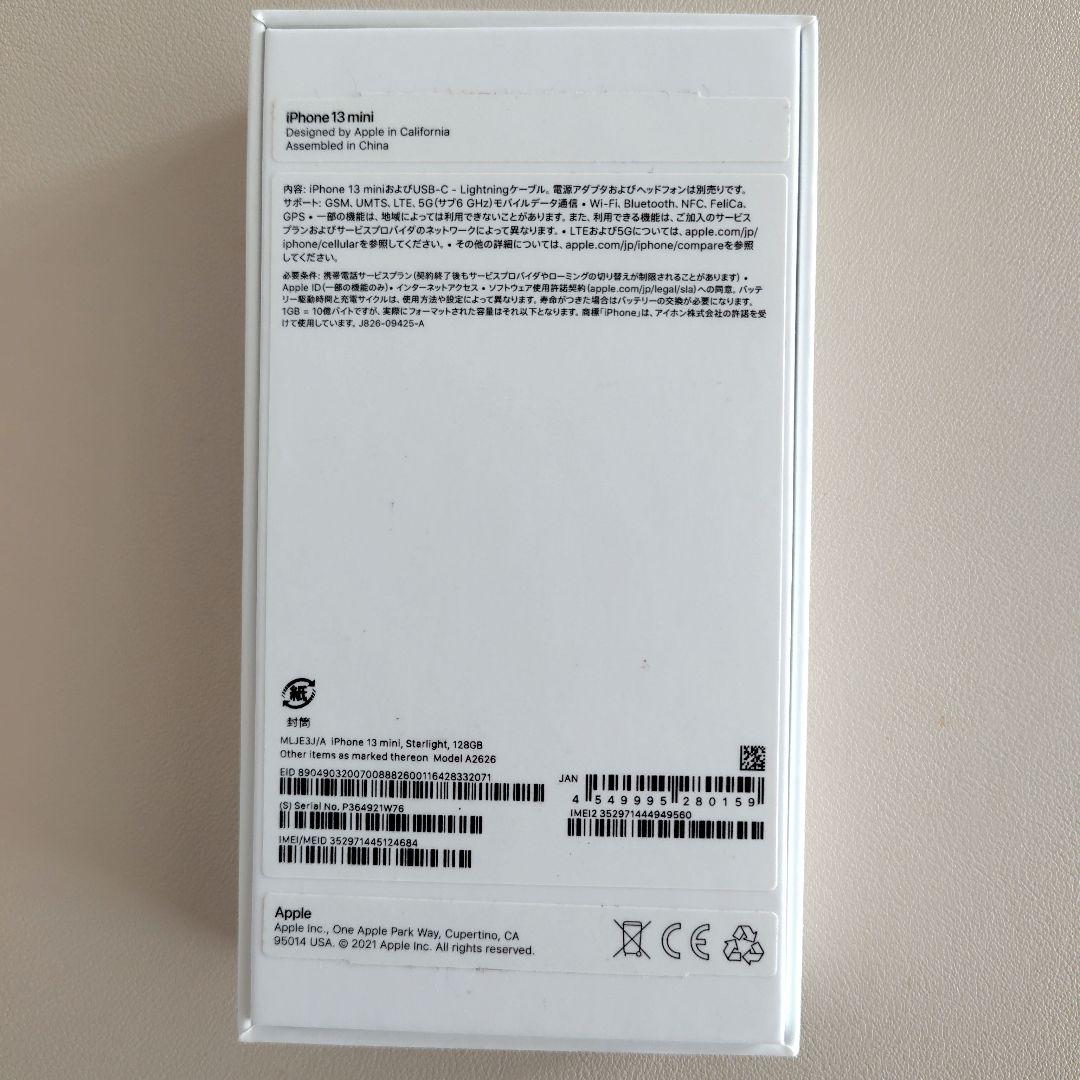 iPhone 13 mini
Designed by Apple in California
Assembled in China
内容: iPhone 13 miniおよびUSB-C - Lightningケーブル。電源アダプタおよびヘッドフォンは別売りです。
サポート: GSM、UMTS、LTE、5G(サブ6 GHz)モバイルデータ通信 • Wi-Fi、Bluetooth、NFC、FeliCa、
GPS • 一部の機能は、地域によっては利用できないことがあります。また、利用できる機能は、ご加入のサービス
プランおよびサービスプロバイダのネットワークによって異なります。• LTEおよび5Gについては、apple.com/jp/
iphone/cellularを参照してください。• その他の詳細については、apple.com/jp/iphone/compareを参照
してください。
必要条件: 携帯電話サービスプラン(契約終了後もサービスプロバイダやローミングの切り替えが制限されることがあります) •
Apple ID(一部の機能のみ)• インターネットアクセス • ソフトウェア使用許諾契約(apple.com/jp/legal/sla)への同意。バッテ
リー駆動時間と充電サイクルは、使用方法や設定によって異なります。寿命がつきた場合はバッテリーの交換が必要になります。
1GB = 10億バイトですが、実際にフォーマットされた容量はそれ以下となります。商標「iPhone」は、アイホン株式会社の許諾を受
けて使用しています。J826-09425-A
紙
封筒
MLJE3J/A iPhone 13 mini, Starlight, 128GB
Other items as marked thereon Model A2626
EID 89049032007008882600116428332071
(S) Serial No. P364921W76
IMEI/MEID 352971445124684
JAN
4 549995 280159
IMEI2 352971444949560
Apple
Apple Inc., One Apple Park Way, Cupertino, CA
95014 USA. © 2021 Apple Inc. All rights reserved.
CE